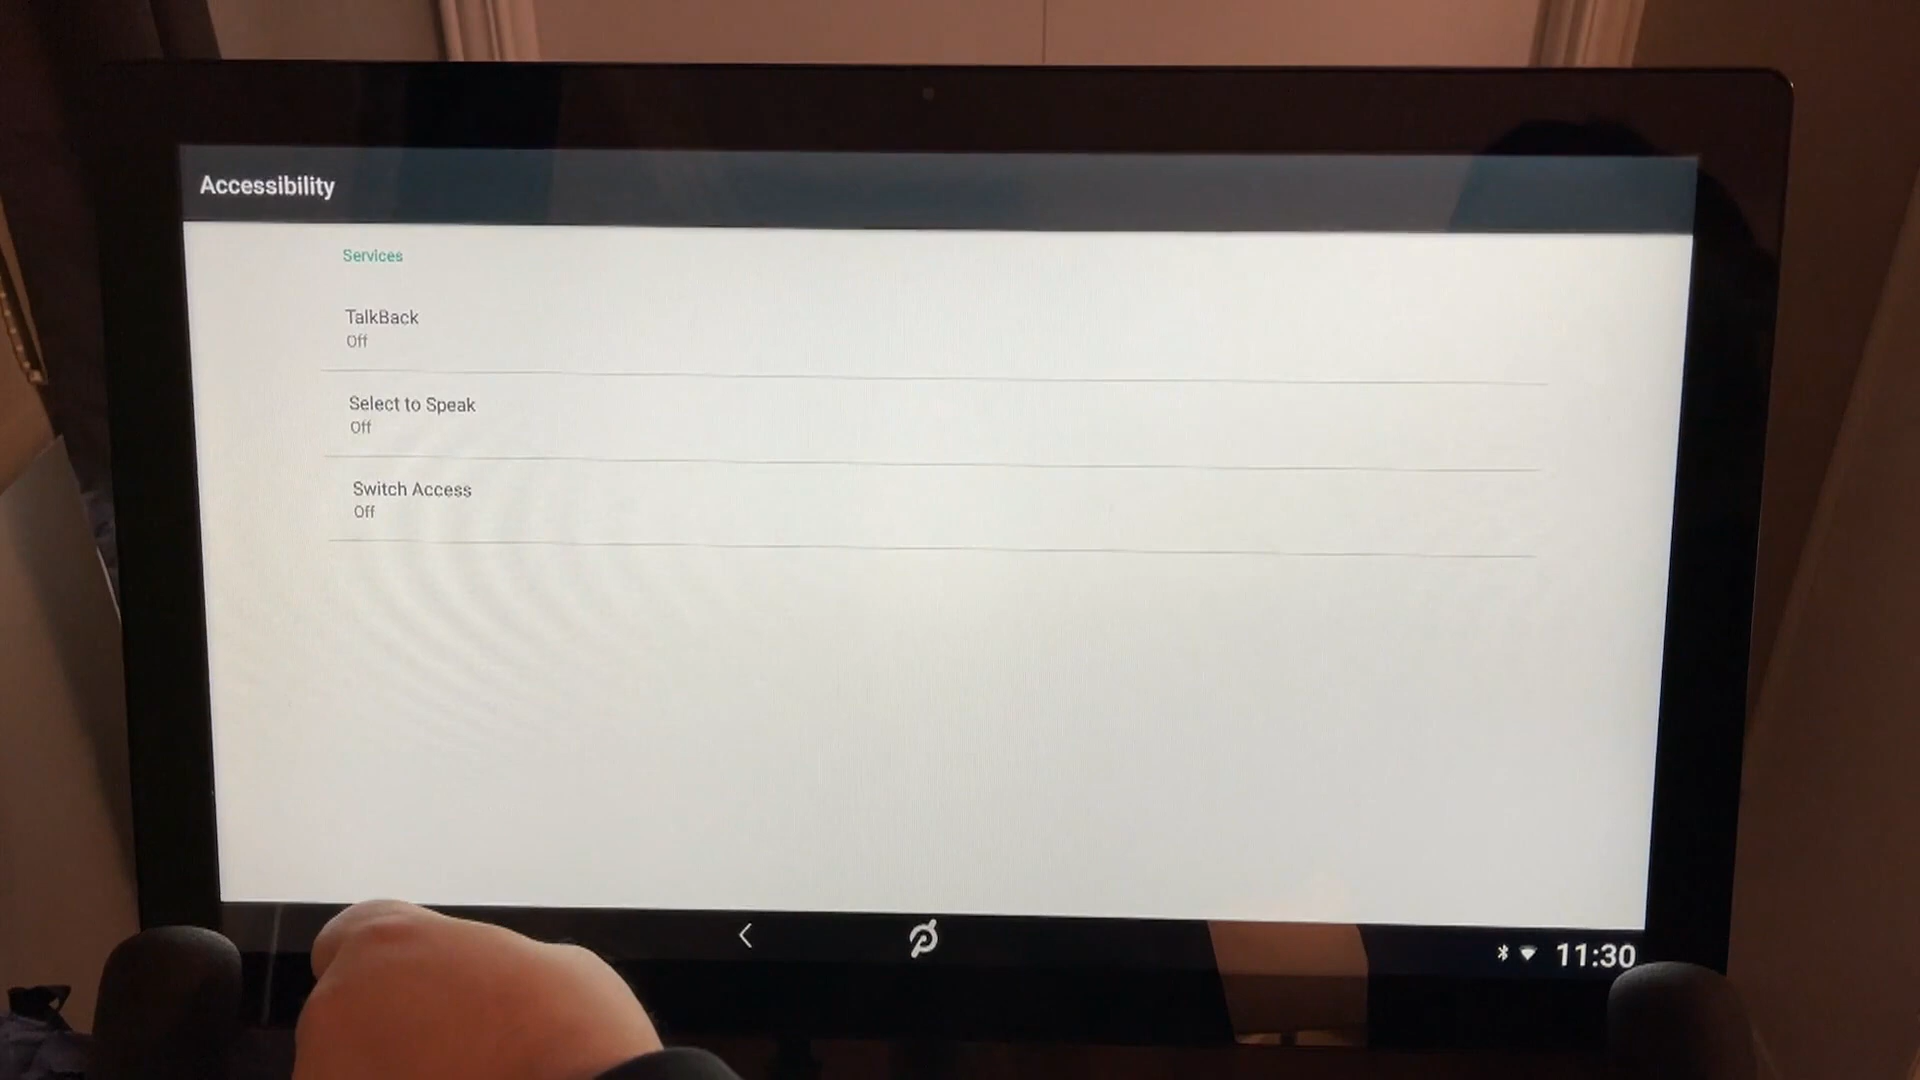 Accessibility
Services
TalkBack
Off
Select to Speak
Off
Switch Access
Off
11:30